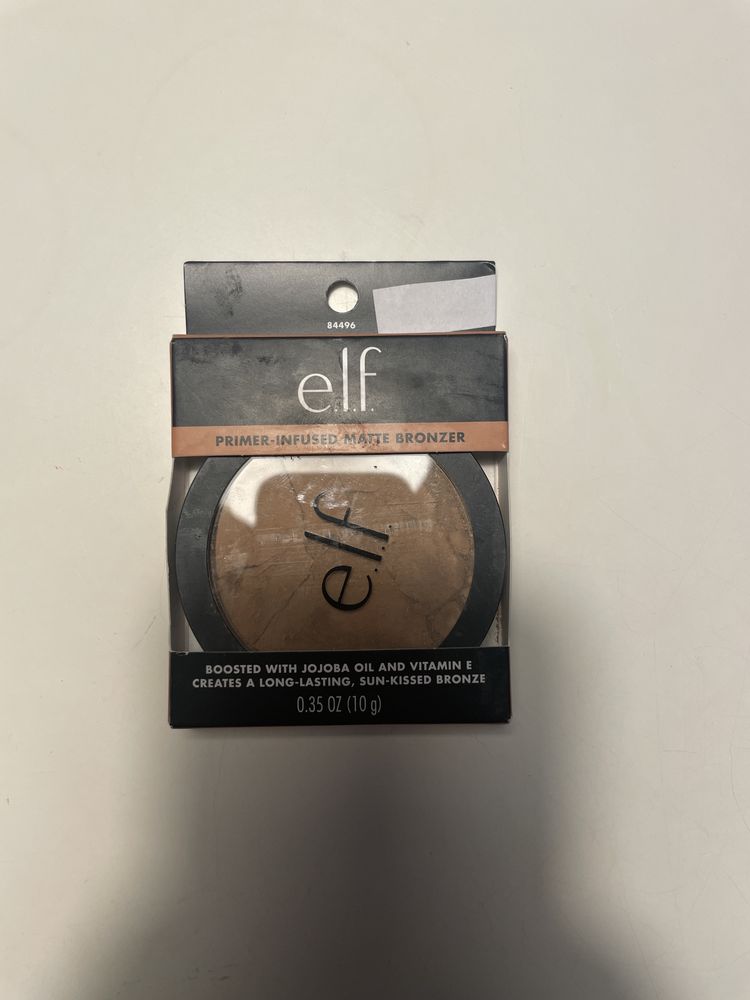 84496
e.l.f.
PRIMER-INFUSED MATTE BRONZER
e.l.f.
BOOSTED WITH JOJOBA OIL AND VITAMIN E
CREATES A LONG-LASTING, SUN-KISSED BRONZE
0.35 OZ (10 g)